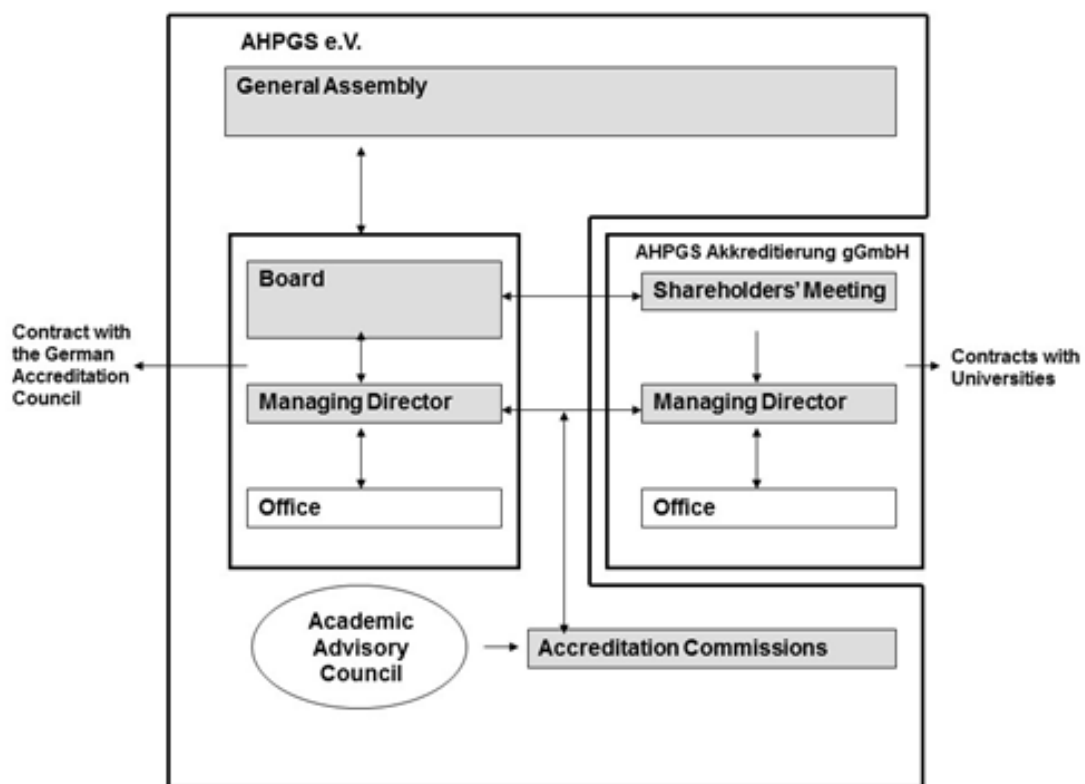 AHPGS e.V.
General Assembly
Board
AHPGS Akkreditierung gGmbH
Shareholders' Meeting
Contract with
the German
Accreditation
Council
Contracts with
Universities
Managing Director
Managing Director
Office
Office
Academic
Advisory
Council
Accreditation Commissions